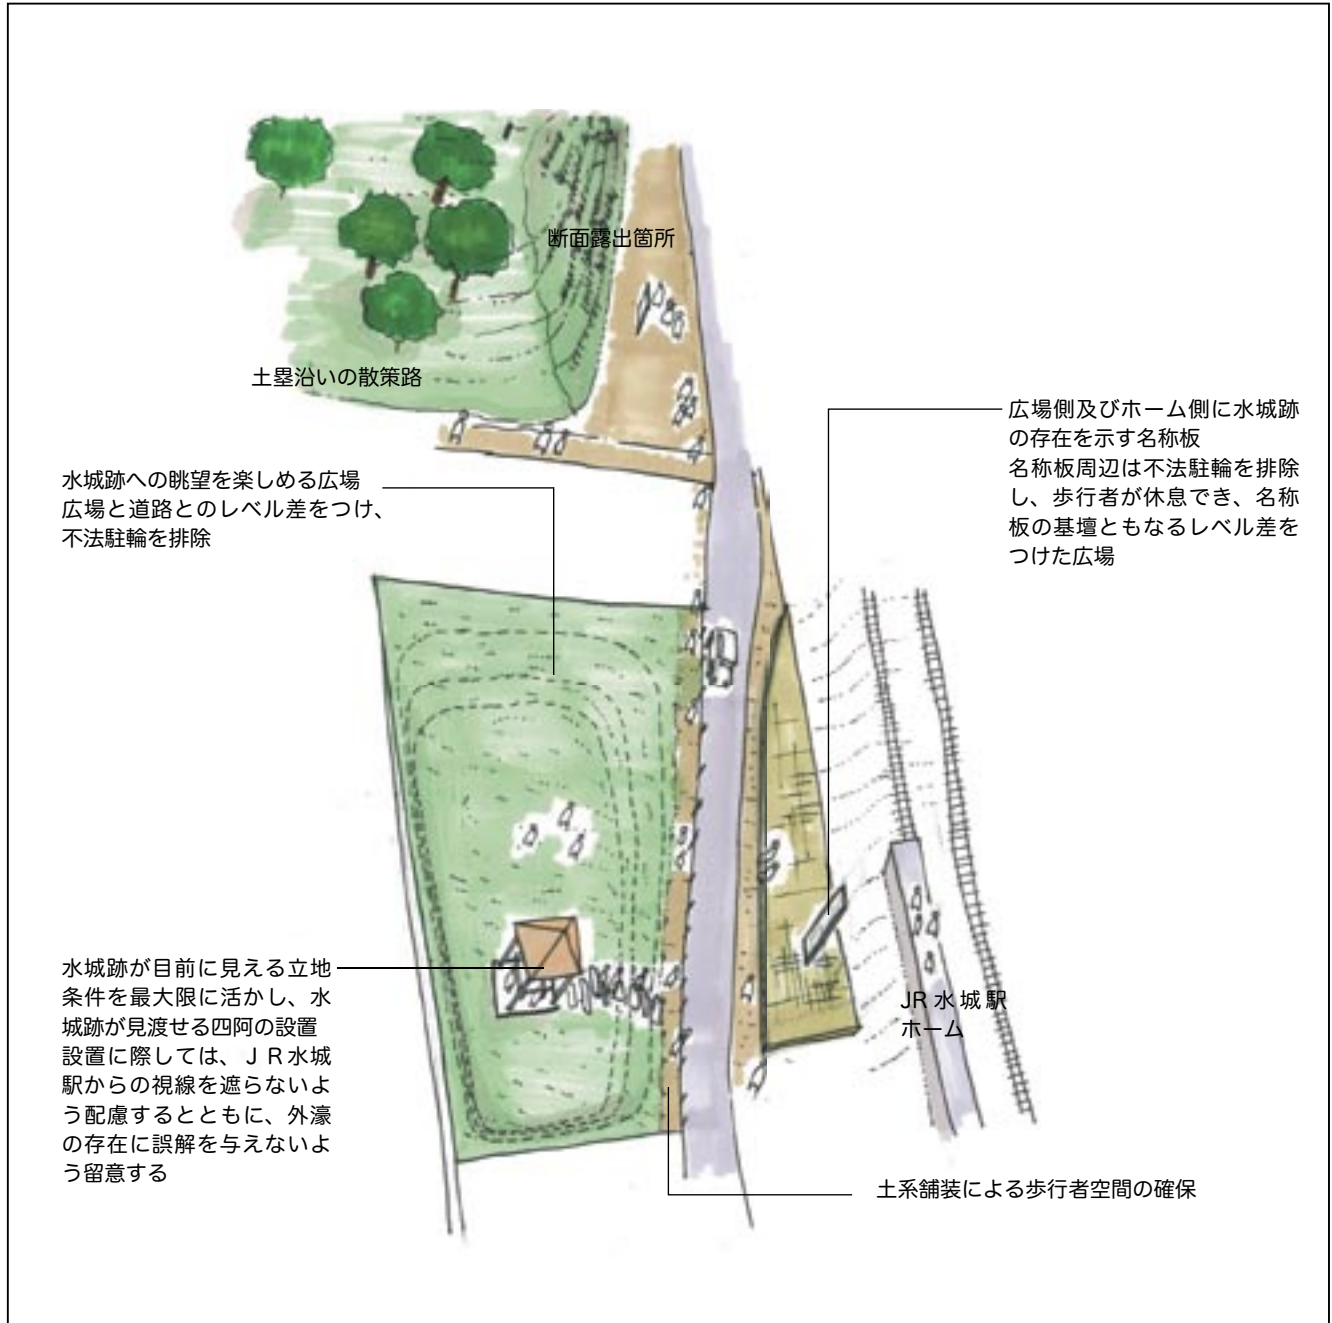 断面露出箇所
土塁沿いの散策路
広場側及びホーム側に水城跡
の存在を示す名称板
名称板周辺は不法駐輪を排除
し、歩行者が休息でき、名称
板の基壇ともなるレベル差を
つけた広場
水城跡への眺望を楽しめる広場
広場と道路とのレベル差をつけ、
不法駐輪を排除
水城跡が目前に見える立地
条件を最大限に活かし、水
城跡が見渡せる四阿の設置
設置に際しては、ＪＲ水城
駅からの視線を遮らないよ
う配慮するとともに、外濠
の存在に誤解を与えないよ
う留意する
JR 水城駅
ホーム
土系舗装による歩行者空間の確保